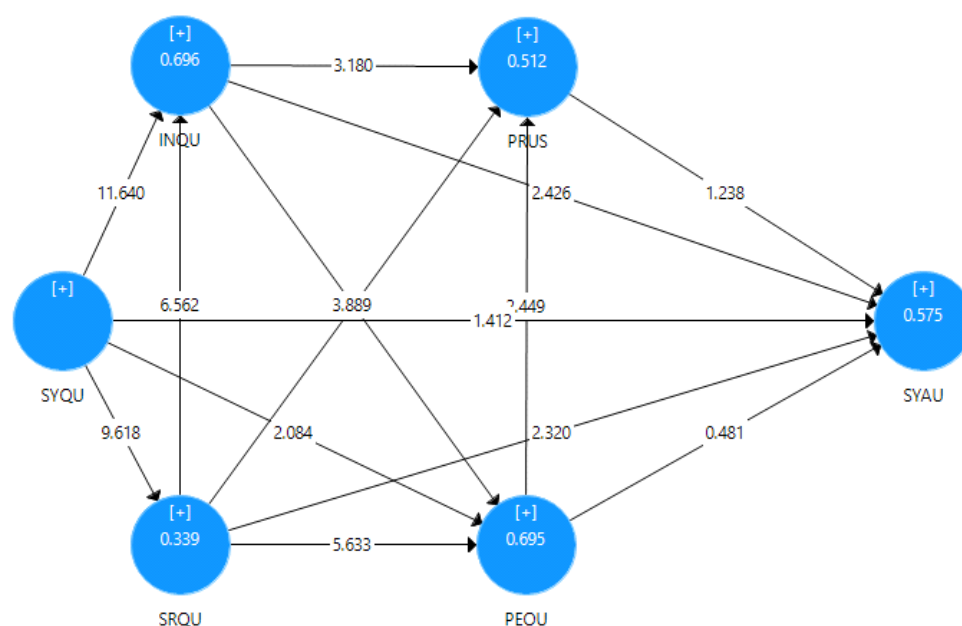 [+] [+]
0.696 3.180 0.512
INQU PRUS
11.640 2.426 1.238
[+] [+]
6.562 3.889 1.412 0.575
SYQU SYAU
9.618 2.084 2.320 0.481
[+] [+]
0.339 5.633 0.695
SRQU PEOU